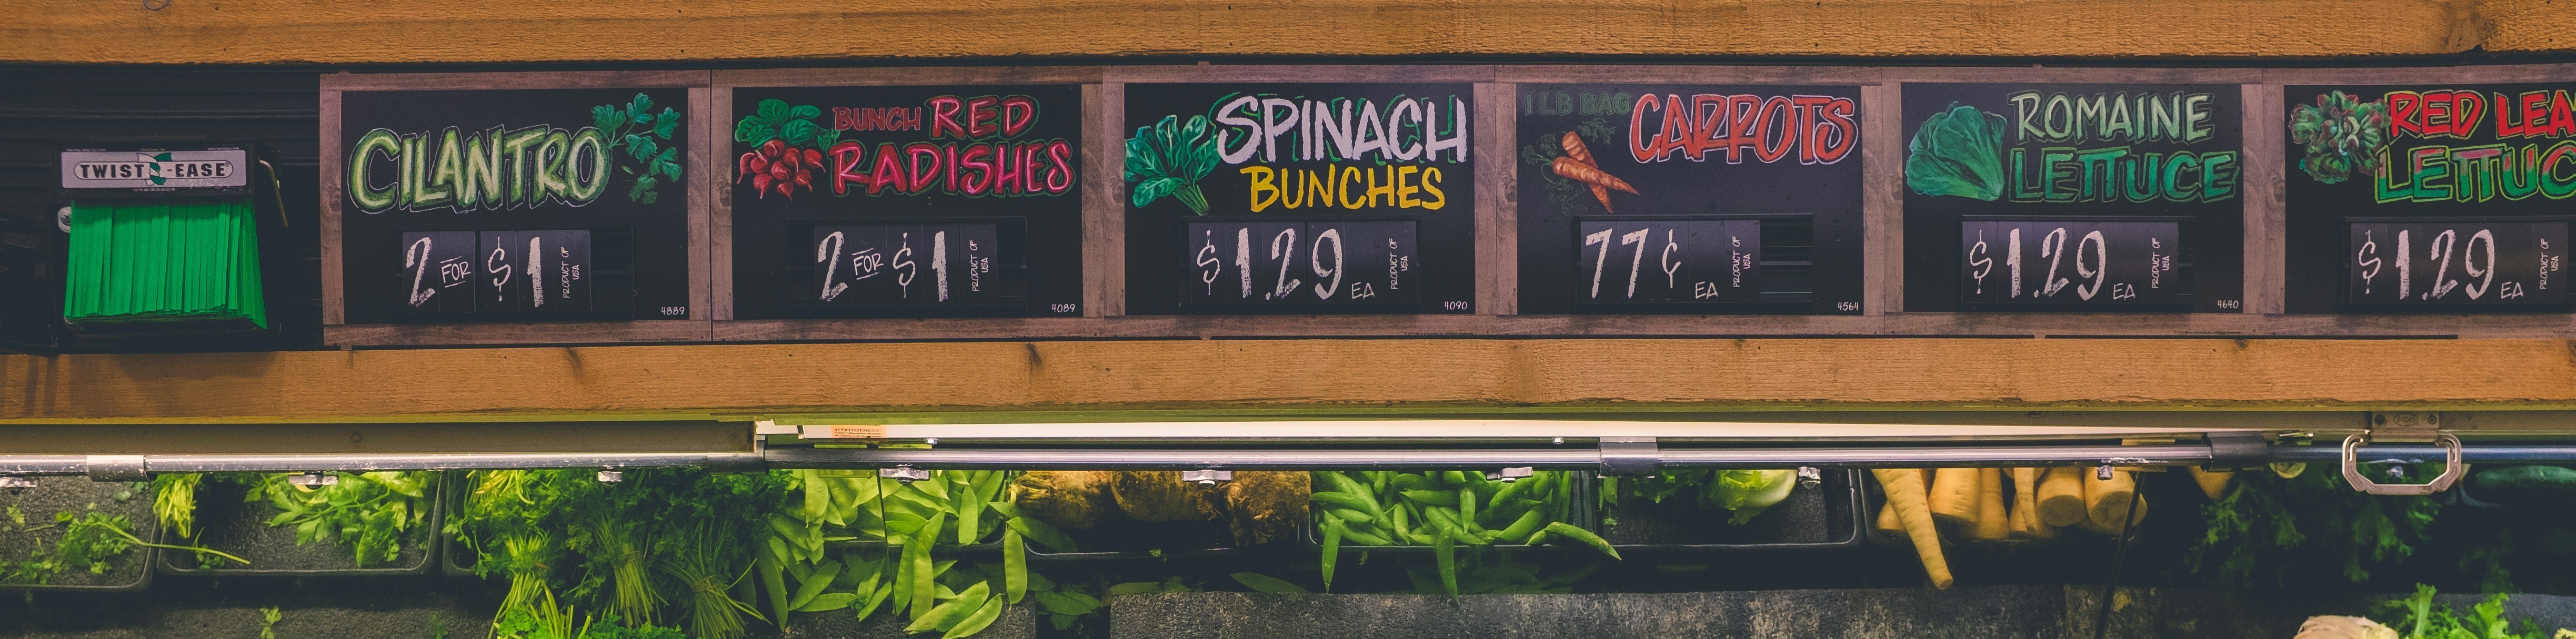 TWIST-EASE
CILANTRO
2 FOR $1
PRODUCT OF
USA
4889
BUNCH RED
RADISHES
2 FOR $1
PRODUCT OF
USA
4089
SPINACH
BUNCHES
$1.29 EA
PRODUCT OF
USA
4090
1 LB BAG CARROTS
77¢ EA
PRODUCT OF
USA
4564
ROMAINE
LETTUCE
$1.29 EA
PRODUCT OF
USA
4640
RED LEA
LETTUC
$1.29 EA
PRODUCT OF
USA